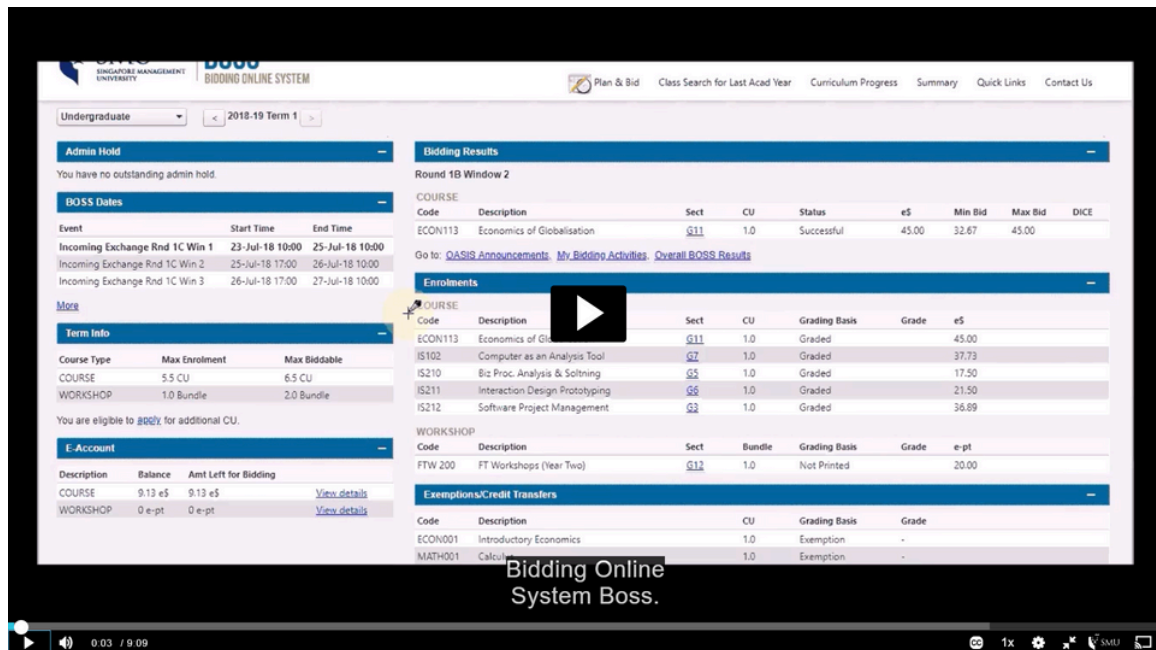 SINGAPORE MANAGEMENT
UNIVERSITY
BIDDING ONLINE SYSTEM
Plan & Bid Class Search for Last Acad Year Curriculum Progress Summary Quick Links Contact Us
Undergraduate < 2018-19 Term 1 >
Admin Hold
You have no outstanding admin hold.
BOSS Dates
Event Start Time End Time
Incoming Exchange Rnd 1C Win 1 23-Jul-18 10:00 25-Jul-18 10:00
Incoming Exchange Rnd 1C Win 2 25-Jul-18 17:00 26-Jul-18 10:00
Incoming Exchange Rnd 1C Win 3 26-Jul-18 17:00 27-Jul-18 10:00
More
Term Info
Course Type Max Enrolment Max Biddable
COURSE 5.5 CU 6.5 CU
WORKSHOP 1.0 Bundle 2.0 Bundle
You are eligible to apply for additional CU.
E-Account
Description Balance Amt Left for Bidding
COURSE 9.13 e$ 9.13 e$ View details
WORKSHOP 0 e-pt 0 e-pt View details
Bidding Results
Round 1B Window 2
COURSE
Code Description Sect CU Status e$ Min Bid Max Bid DICE
ECON113 Economics of Globalisation G11 1.0 Successful 45.00 32.67 45.00
Go to: OASIS Announcements, My Bidding Activities, Overall BOSS Results
Enrolments
COURSE
Code Description Sect CU Grading Basis Grade e$
ECON113 Economics of G11 1.0 Graded 45.00
IS102 Computer as an Analysis Tool G7 1.0 Graded 37.73
IS210 Biz Proc. Analysis & Soltning G5 1.0 Graded 17.50
IS211 Interaction Design Prototyping G6 1.0 Graded 21.50
IS212 Software Project Management G3 1.0 Graded 36.89
WORKSHOP
Code Description Sect Bundle Grading Basis Grade e-pt
FTW 200 FT Workshops (Year Two) G12 1.0 Not Printed 20.00
Exemptions/Credit Transfers
Code Description CU Grading Basis Grade
ECON001 Introductory Economics 1.0 Exemption -
MATH001 1.0 Exemption -
Bidding Online
System Boss.
0:03 / 9:09 CC 1x SMU